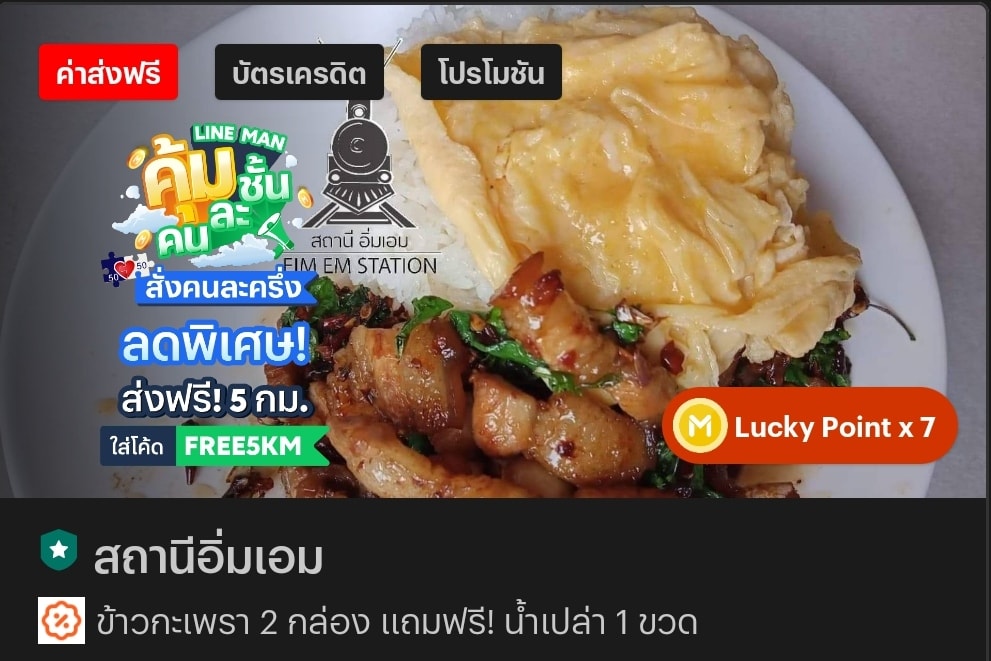 ค่าส่งฟรี
บัตรเครดิต
โปรโมชัน
LINE MAN
คุ้ม
ชั้น
ละ
คน
50 50
สั่งคนละครึ่ง
ลดพิเศษ!
ส่งฟรี! 5 กม.
ใส่โค้ด FREE5KM
สถานี อิ่มเอม
EIM EM STATION
M Lucky Point x 7
สถานีอิ่มเอม
ข้าวกะเพรา 2 กล่อง แถมฟรี! น้ำเปล่า 1 ขวด